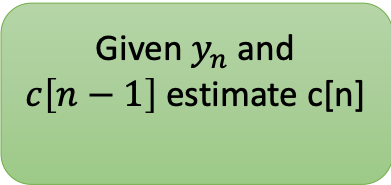 Given yₙ and
c[n − 1] estimate c[n]